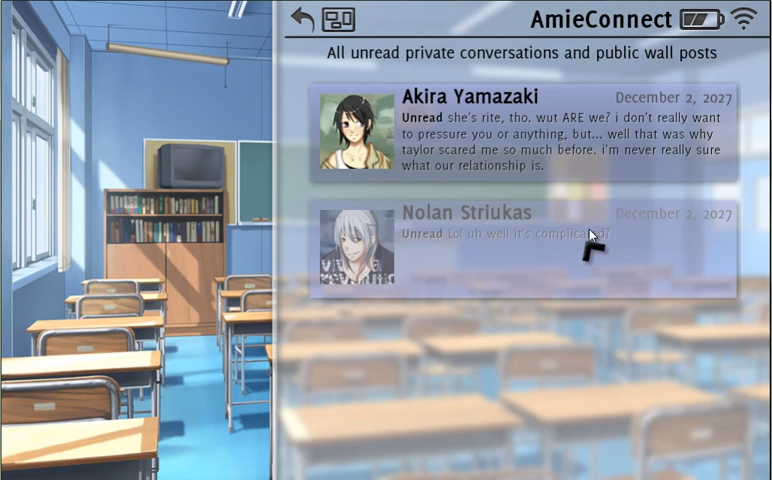 AmieConnect
All unread private conversations and public wall posts
Akira Yamazaki December 2, 2027
Unread she's rite, tho. wut ARE we? i don't really want
to pressure you or anything, but... well that was why
taylor scared me so much before. i'm never really sure
what our relationship is.
Nolan Striukas December 2, 2027
Unread Lol uh well it's complicated?